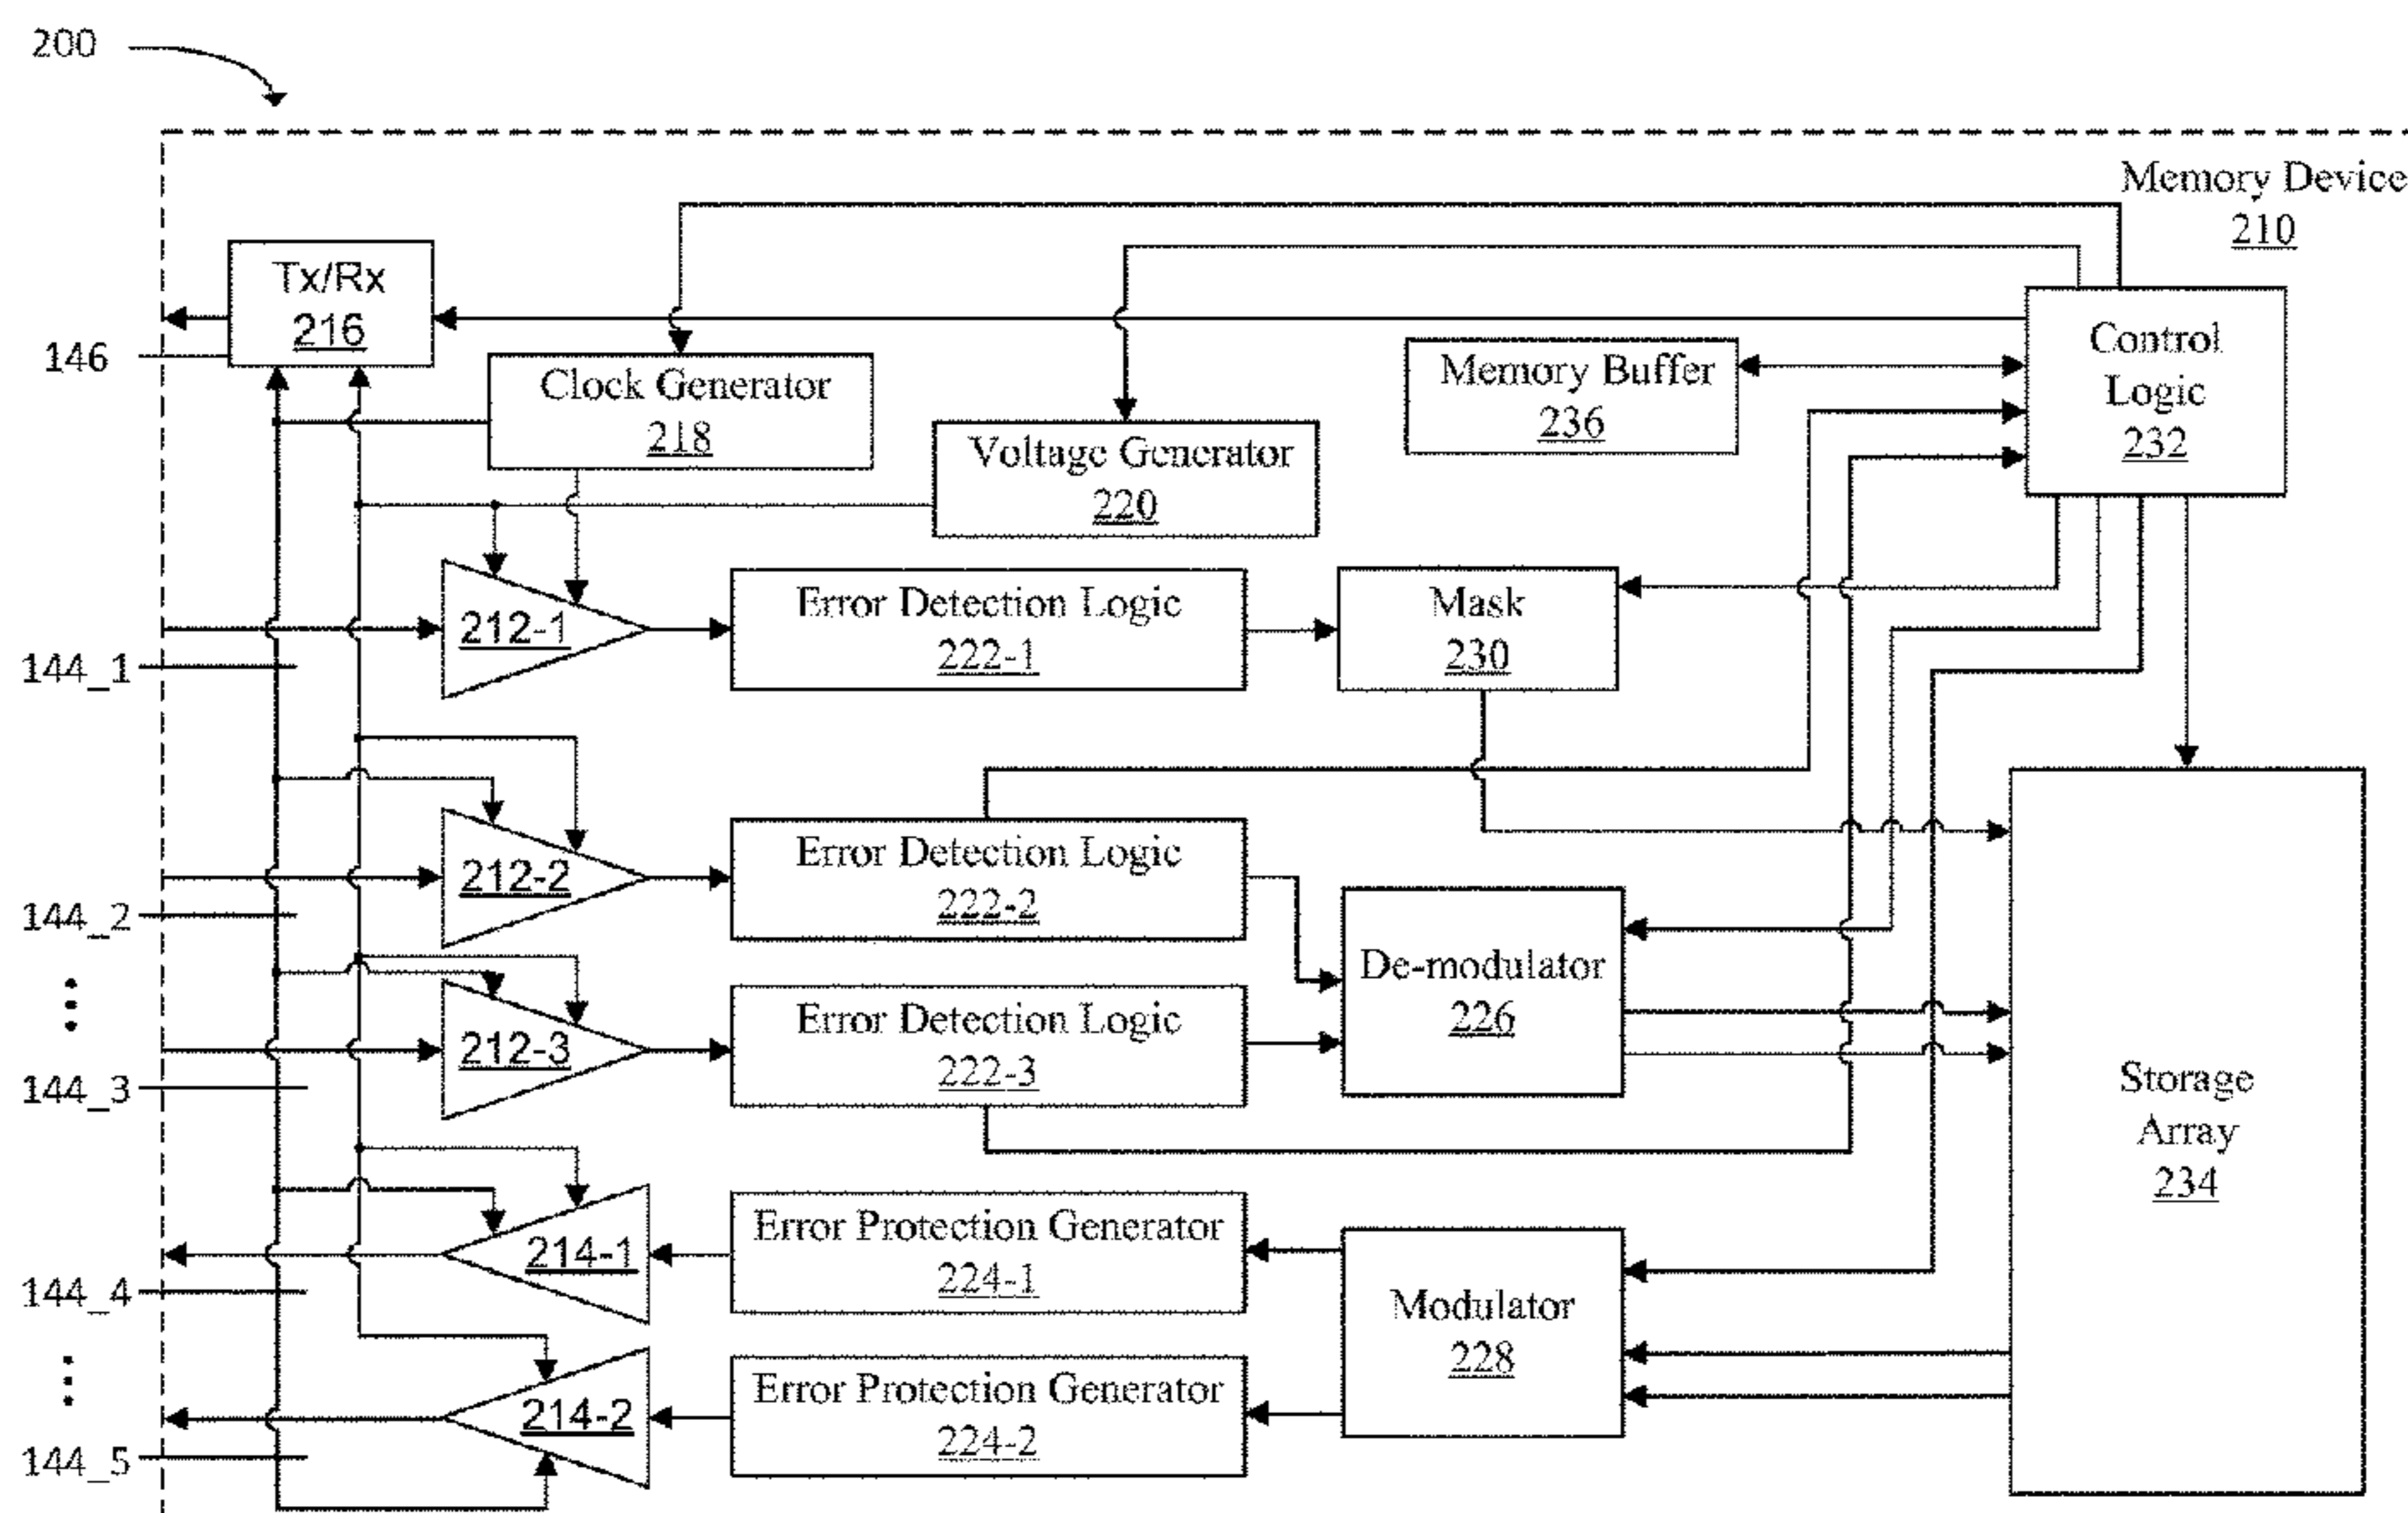 200
Memory Device
210
Tx/Rx
216
146
Clock Generator
218
Voltage Generator
220
Memory Buffer
236
Control
Logic
232
212-1
Error Detection Logic
222-1
Mask
230
144_1
212-2
Error Detection Logic
222-2
144_2
De-modulator
226
212-3
Error Detection Logic
222-3
144_3
Storage
Array
234
214-1
Error Protection Generator
224-1
144_4
Modulator
228
214-2
Error Protection Generator
224-2
144_5